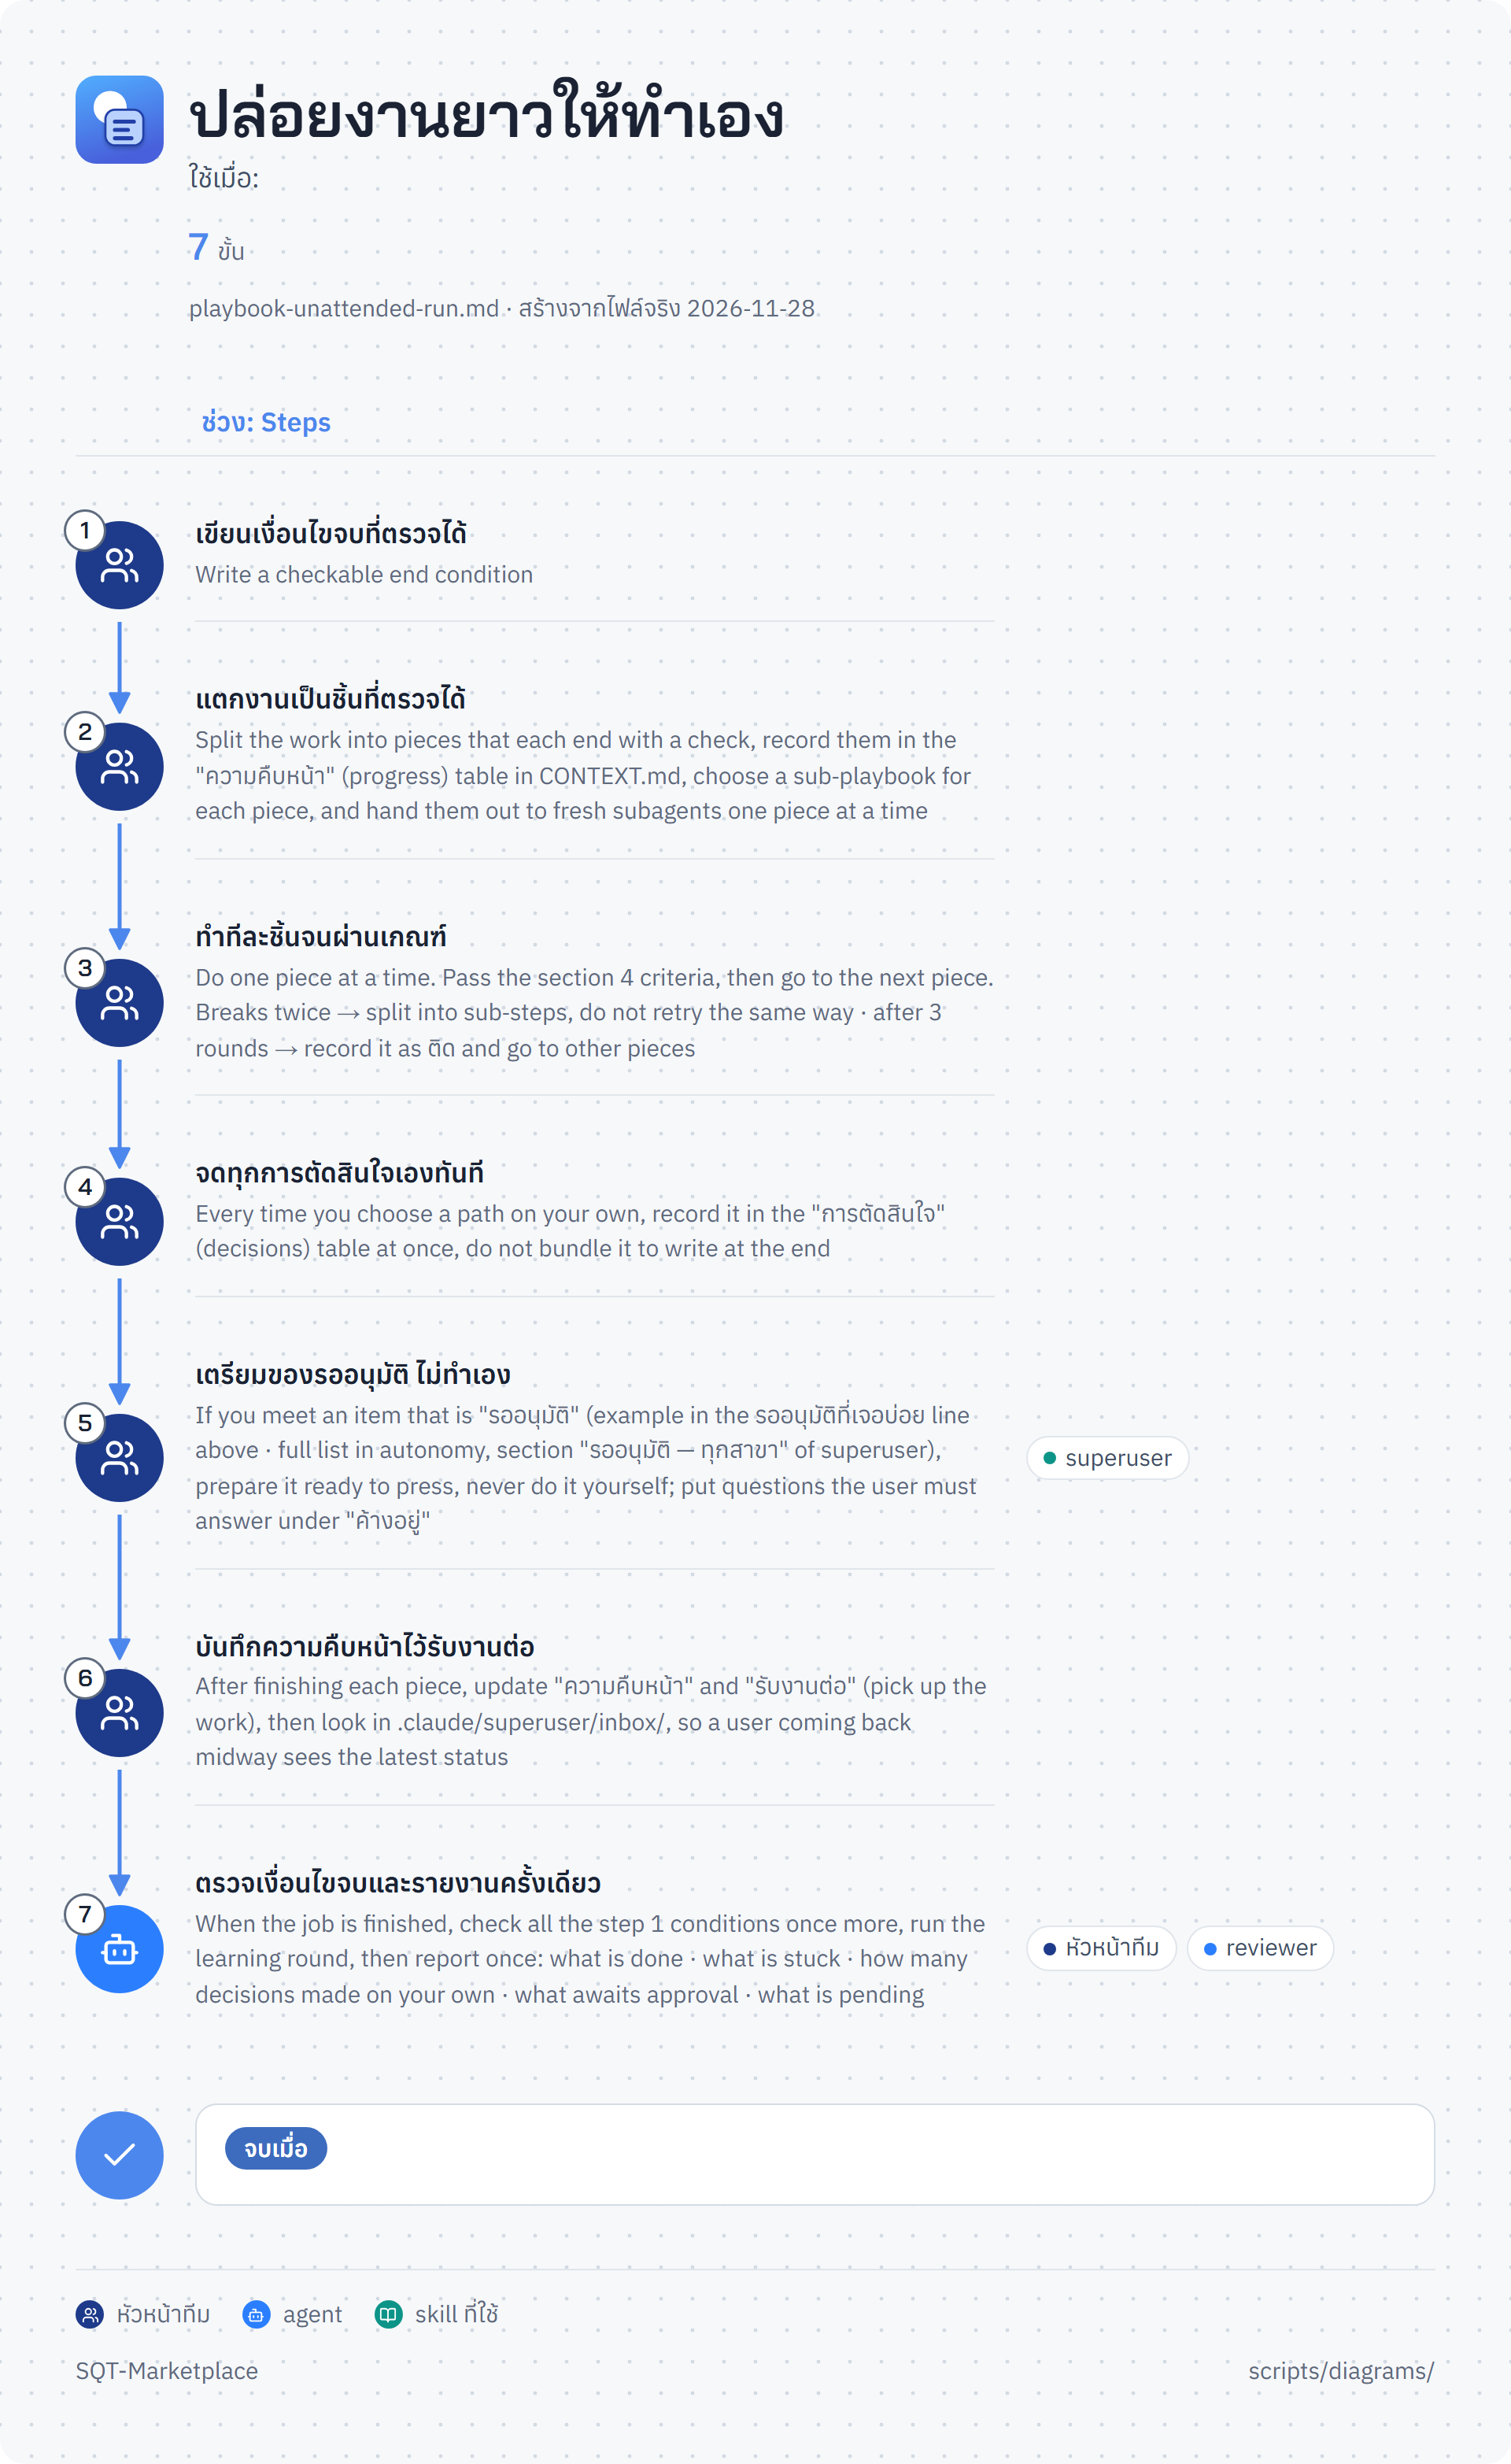 ปล่อยงานยาวให้ทำเอง
ใช้เมื่อ:
7 ขั้น
playbook-unattended-run.md · สร้างจากไฟล์จริง 2026-11-28
ช่วง: Steps
1
เขียนเงื่อนไขจบที่ตรวจได้
Write a checkable end condition
2
แตกงานเป็นชิ้นที่ตรวจได้
Split the work into pieces that each end with a check, record them in the
"ความคืบหน้า" (progress) table in CONTEXT.md, choose a sub-playbook for
each piece, and hand them out to fresh subagents one piece at a time
3
ทำทีละชิ้นจนผ่านเกณฑ์
Do one piece at a time. Pass the section 4 criteria, then go to the next piece.
Breaks twice → split into sub-steps, do not retry the same way · after 3
rounds → record it as ติด and go to other pieces
4
จดทุกการตัดสินใจเองทันที
Every time you choose a path on your own, record it in the "การตัดสินใจ"
(decisions) table at once, do not bundle it to write at the end
5
เตรียมของรออนุมัติ ไม่ทำเอง
If you meet an item that is "รออนุมัติ" (example in the รออนุมัติที่เจอบ่อย line
above · full list in autonomy, section "รออนุมัติ — ทุกสาขา" of superuser),
prepare it ready to press, never do it yourself; put questions the user must
answer under "ค้างอยู่"
superuser
6
บันทึกความคืบหน้าไว้รับงานต่อ
After finishing each piece, update "ความคืบหน้า" and "รับงานต่อ" (pick up the
work), then look in .claude/superuser/inbox/, so a user coming back
midway sees the latest status
7
ตรวจเงื่อนไขจบและรายงานครั้งเดียว
When the job is finished, check all the step 1 conditions once more, run the
learning round, then report once: what is done · what is stuck · how many
decisions made on your own · what awaits approval · what is pending
หัวหน้าทีม
reviewer
จบเมื่อ
หัวหน้าทีม
agent
skill ที่ใช้
SQT-Marketplace
scripts/diagrams/